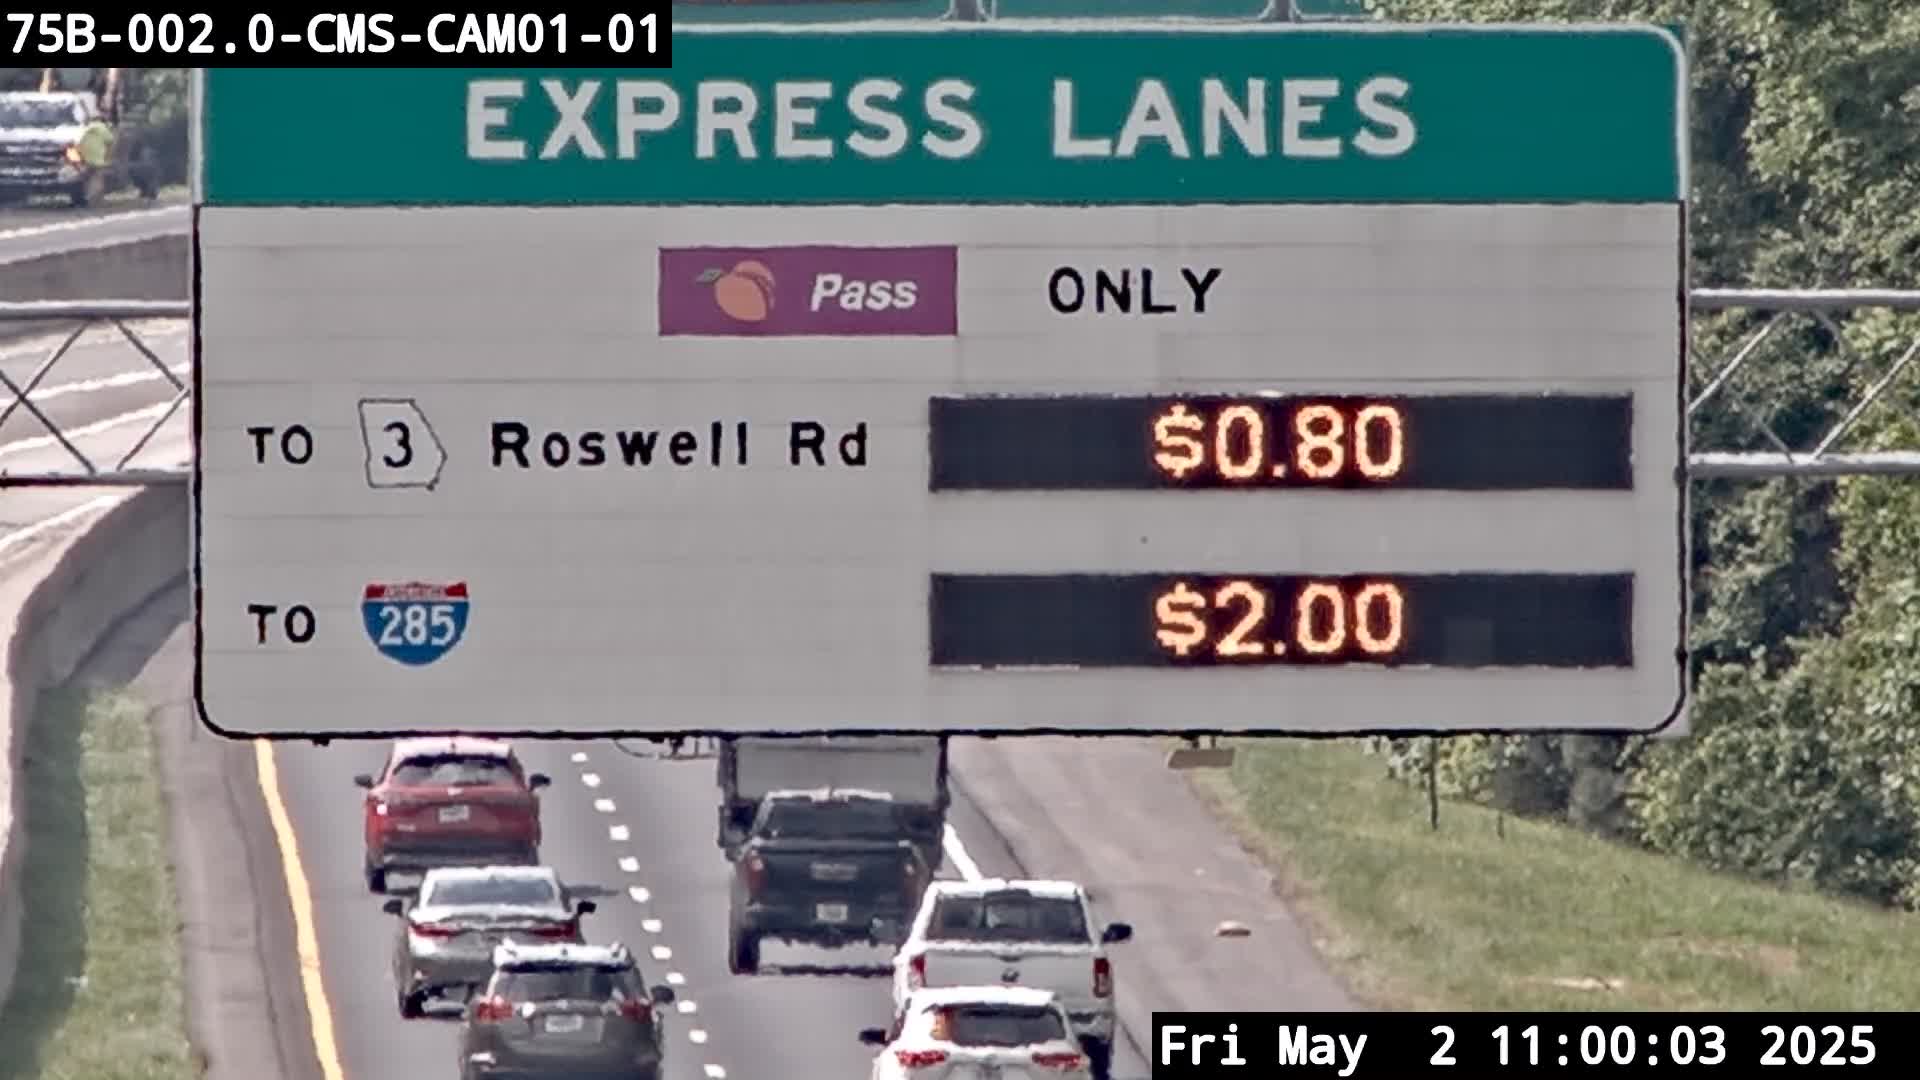 75B-002.0-CMS-CAM01-01
EXPRESS LANES
Pass ONLY
TO 3 Roswell Rd $0.80
TO 285 $2.00
Fri May 2 11:00:03 2025